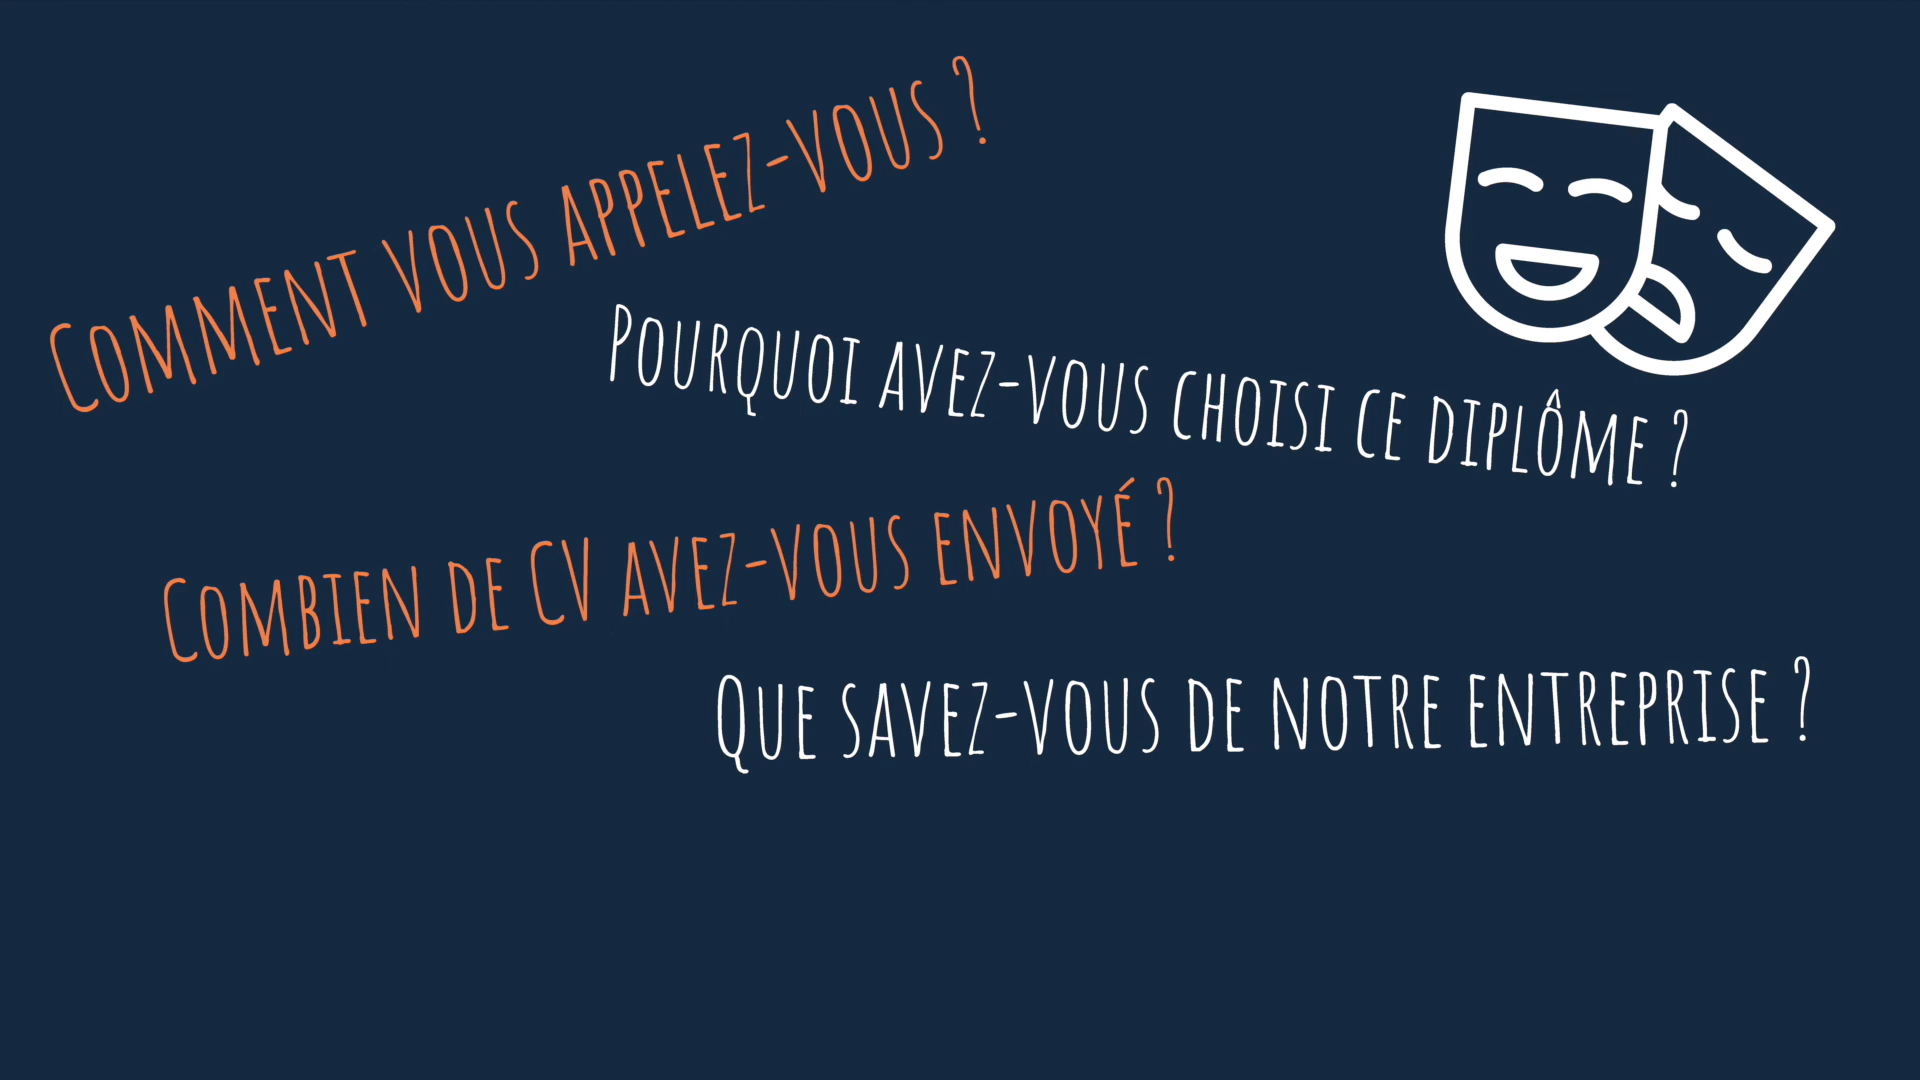 Comment vous appelez-vous ?
Pourquoi avez-vous choisi ce diplôme ?
Combien de CV avez-vous envoyé ?
Que savez-vous de notre entreprise ?